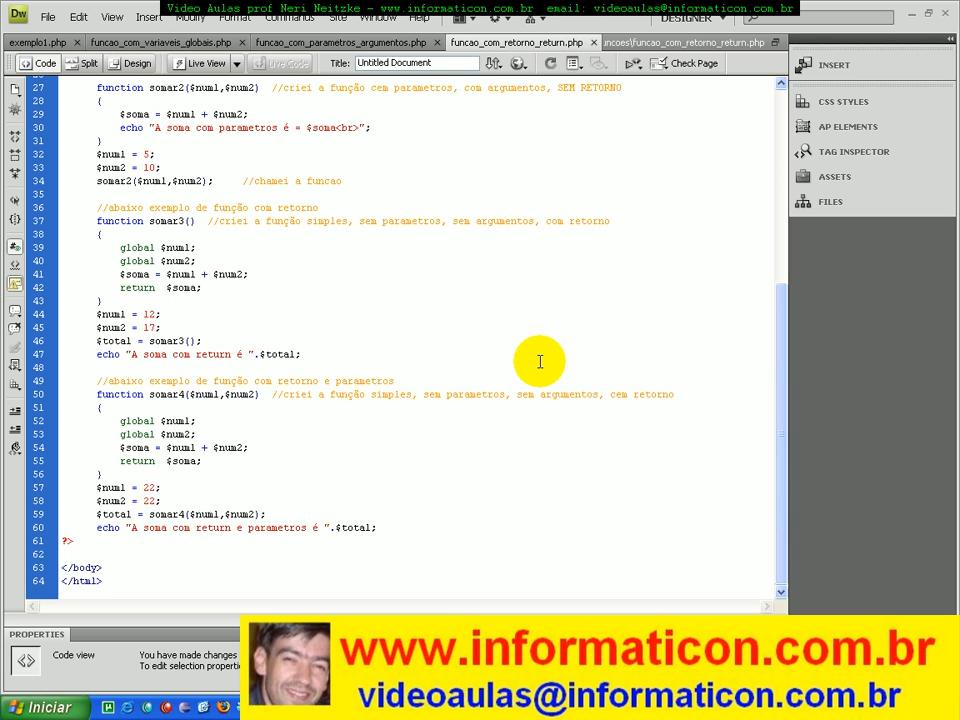 Video Aulas prof Neri Neitzke - www.informaticon.com.br email: videoaulas@informaticon.com.br
Dw File Edit View Insert Modify Format Commands Site Window Help DESIGNER
exemplo1.php funcao_com_variaveis_globais.php funcao_com_parametros_argumentos.php funcao_com_retorno_return.php uncoes\funcao_com_retorno_return.php
Code Split Design Live View Live Code Title: Untitled Document Check Page
27 function somar2($num1,$num2) //criei a função cem parametros, com argumentos, SEM RETORNO
28 {
29 $soma = $num1 + $num2;
30 echo "A soma com parametros é = $soma<br>";
31 }
32 $num1 = 5;
33 $num2 = 10;
34 somar2($num1,$num2); //chamei a funcao
35
36 //abaixo exemplo de função com retorno
37 function somar3() //criei a função simples, sem parametros, sem argumentos, com retorno
38 {
39 global $num1;
40 global $num2;
41 $soma = $num1 + $num2;
42 return $soma;
43 }
44 $num1 = 12;
45 $num2 = 17;
46 $total = somar3();
47 echo "A soma com return é ".$total;
48
49 //abaixo exemplo de função com retorno e parametros
50 function somar4($num1,$num2) //criei a função simples, sem parametros, sem argumentos, cem retorno
51 {
52 global $num1;
53 global $num2;
54 $soma = $num1 + $num2;
55 return $soma;
56 }
57 $num1 = 22;
58 $num2 = 22;
59 $total = somar4($num1,$num2);
60 echo "A soma com return e parametros é ".$total;
61 ?>
62
63 </body>
64 </html>
INSERT
CSS STYLES
AP ELEMENTS
TAG INSPECTOR
ASSETS
FILES
PROPERTIES
Code view You have made changes
To edit selection properti
www.informaticon.com.br
videoaulas@informaticon.com.br
Iniciar